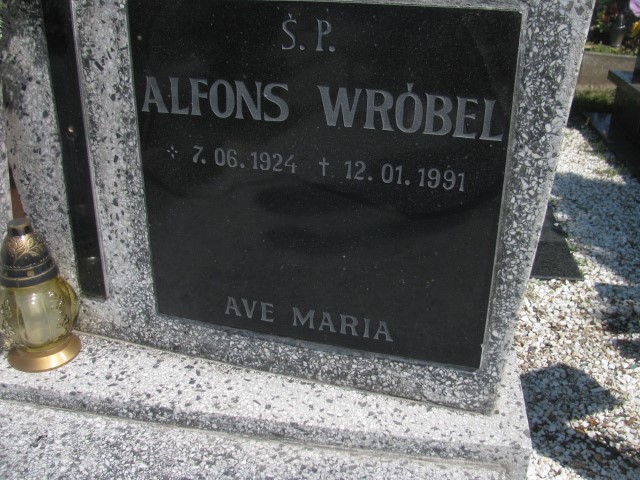 Ś. P.
ALFONS WRÓBEL
* 7. 06. 1924 † 12. 01. 1991
AVE MARIA